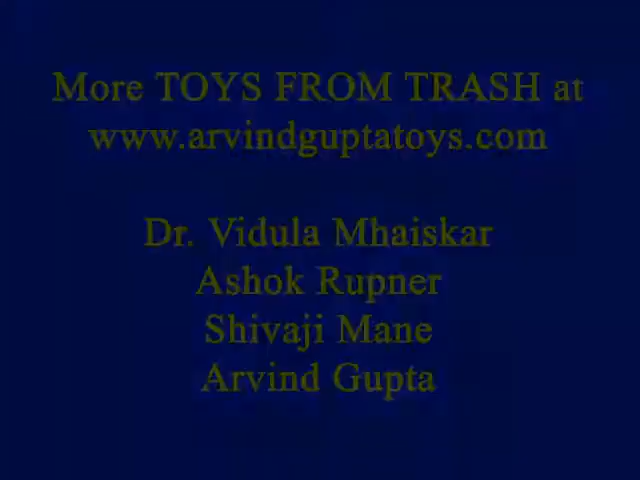 More TOYS FROM TRASH at
www.arvindguptatoys.com
Dr. Vidula Mhaiskar
Ashok Rupner
Shivaji Mane
Arvind Gupta